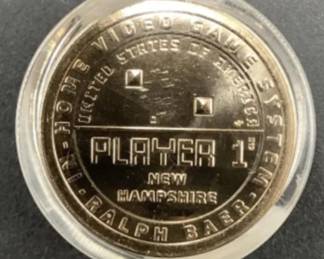 IN-HOME VIDEO GAME SYSTEM
UNITED STATES OF AMERICA
PLAYER 1
NEW
HAMPSHIRE
RALPH BAER